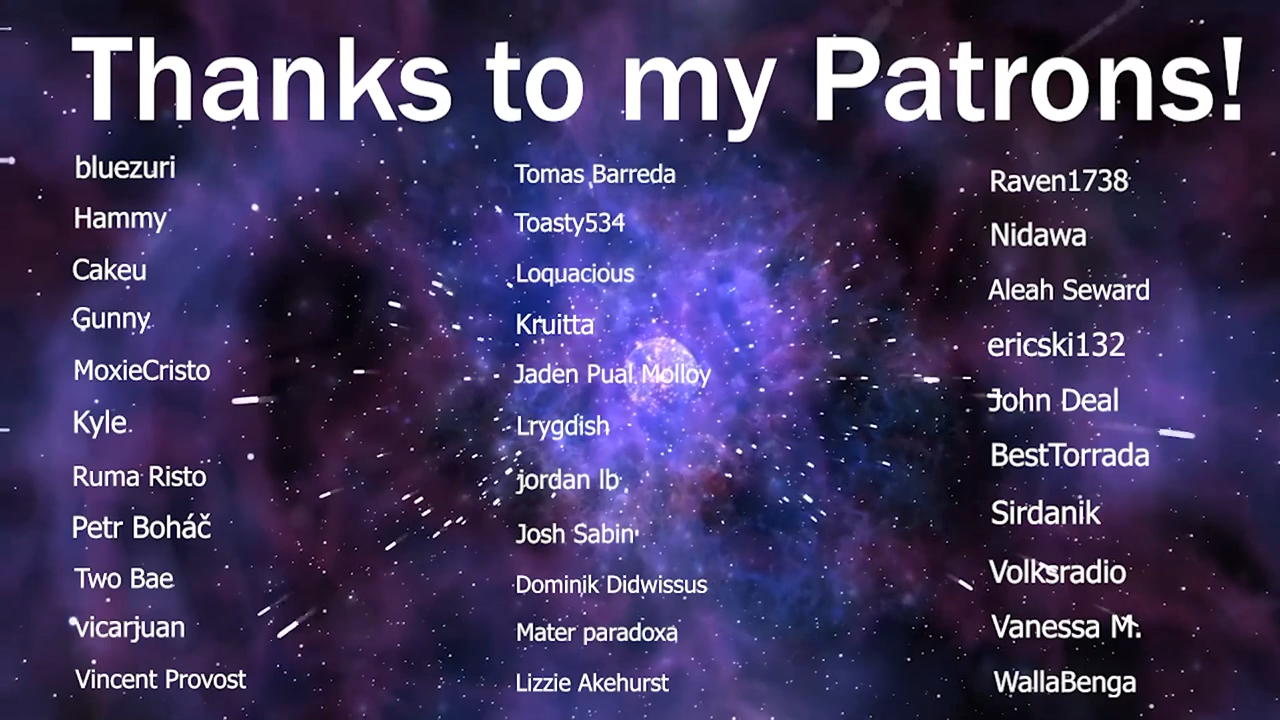 Thanks to my Patrons!
bluezuri
Hammy
Cakeu
Gunny
MoxieCristo
Kyle
Ruma Risto
Petr Boháč
Two Bae
vicarjuan
Vincent Provost
Tomas Barreda
Toasty534
Loquacious
Kruitta
Jaden Pual Molloy
Lrygdish
jordan lb
Josh Sabin
Dominik Didwissus
Mater paradoxa
Lizzie Akehurst
Raven1738
Nidawa
Aleah Seward
ericski132
John Deal
BestTorrada
Sirdanik
Volksradio
Vanessa M.
WallaBenga